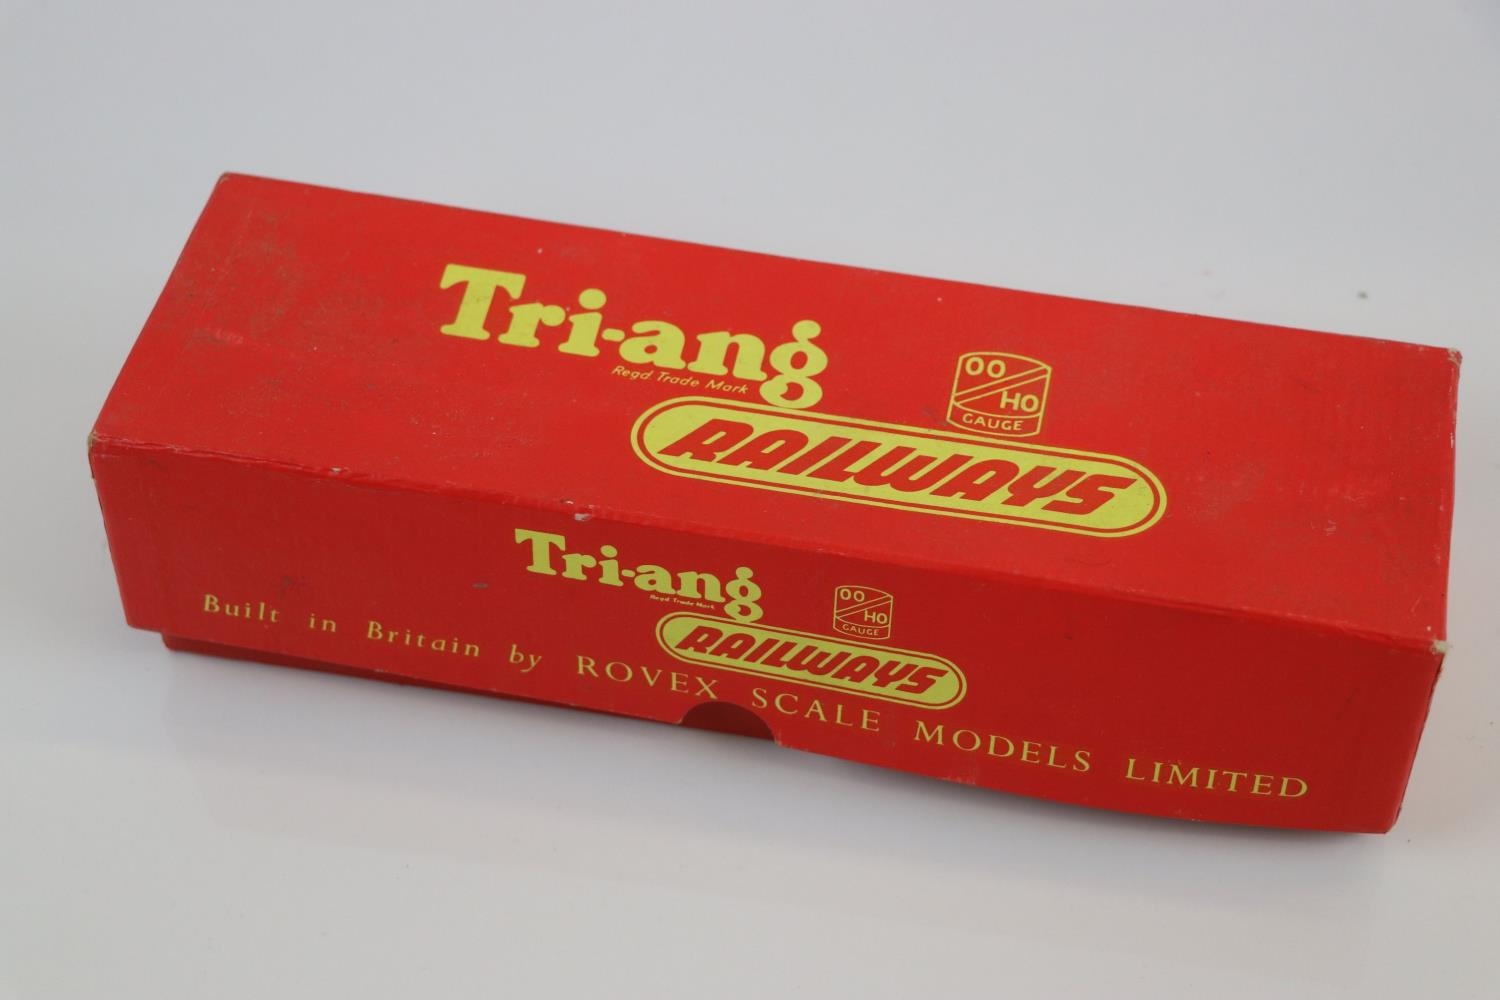 Tri-ang
Regd. Trade Mark
RAILWAYS
OO
HO
GAUGE
Tri-ang
Regd. Trade Mark
RAILWAYS
OO
HO
GAUGE
Built in Britain by ROVEX SCALE MODELS LIMITED